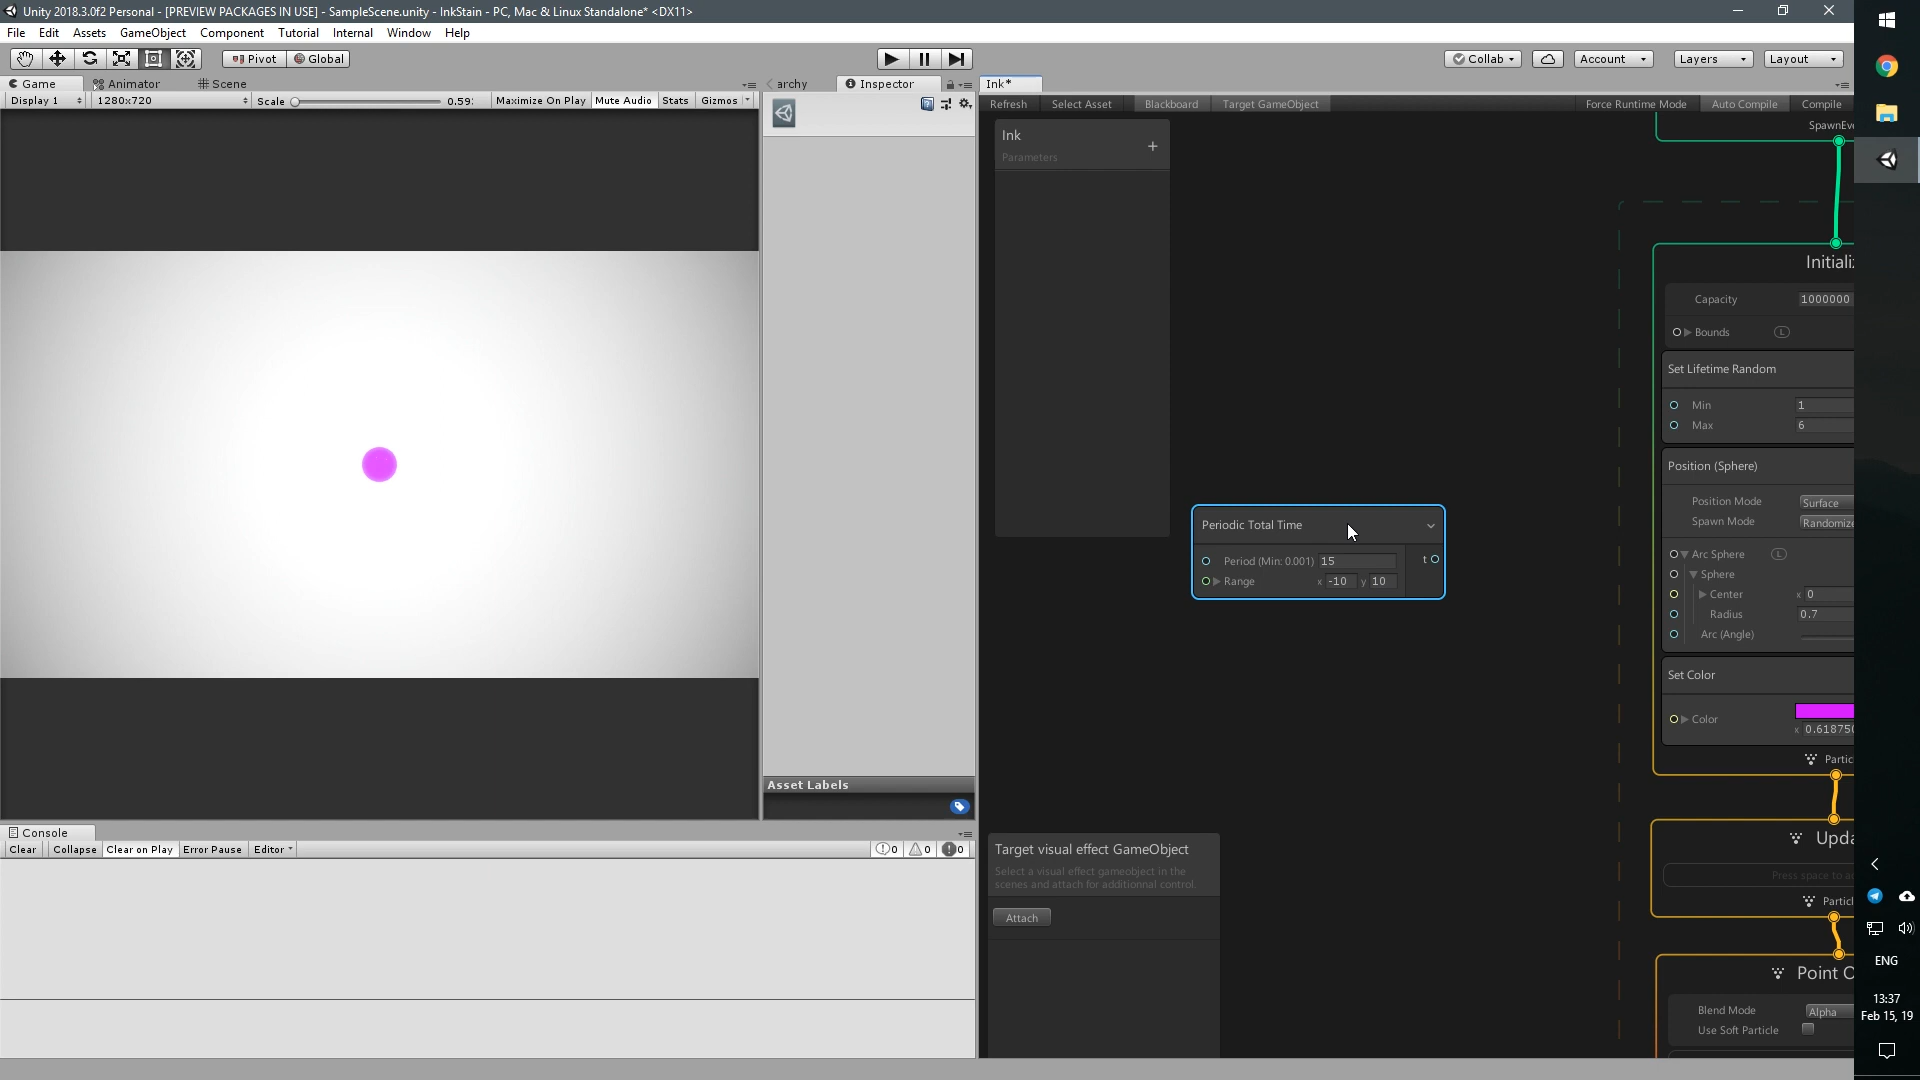 Unity 2018.3.0f2 Personal - [PREVIEW PACKAGES IN USE] - SampleScene.unity - InkStain - PC, Mac & Linux Standalone* <DX11>
File Edit Assets GameObject Component Tutorial Internal Window Help
Pivot Global Collab Account Layers Layout
Game Animator Scene archy Inspector Ink*
Display 1 1280x720 Scale 0.59: Maximize On Play Mute Audio Stats Gizmos
Refresh Select Asset Blackboard Target GameObject Force Runtime Mode Auto Compile Compile
SpawnEve
Ink
Parameters
+
Initializ
Capacity 1000000
Bounds L
Set Lifetime Random
Min 1
Max 6
Position (Sphere)
Position Mode Surface
Spawn Mode Randomize
Arc Sphere L
Sphere
Center x 0
Radius 0.7
Arc (Angle)
Set Color
Color
x 0.618750
Partic
Upda
Press space to a
Partic
Point O
Blend Mode Alpha
Use Soft Particle
Periodic Total Time
Period (Min: 0.001) 15 t
Range x -10 y 10
Asset Labels
Console
Clear Collapse Clear on Play Error Pause Editor 0 0 0
Target visual effect GameObject
Select a visual effect gameobject in the
scenes and attach for additionnal control.
Attach
ENG
13:37
Feb 15, 19